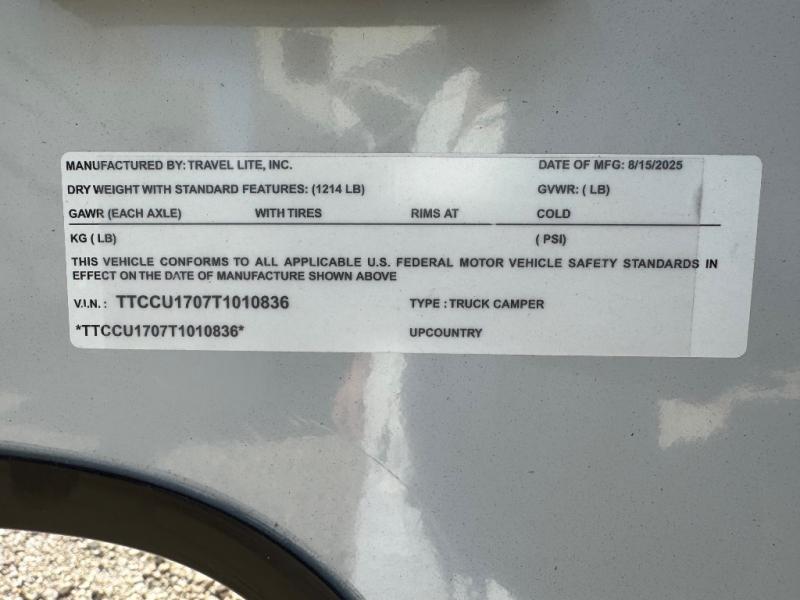 MANUFACTURED BY: TRAVEL LITE, INC. DATE OF MFG: 8/15/2025
DRY WEIGHT WITH STANDARD FEATURES: (1214 LB) GVWR: ( LB)
GAWR (EACH AXLE) WITH TIRES RIMS AT COLD
KG ( LB) ( PSI)
THIS VEHICLE CONFORMS TO ALL APPLICABLE U.S. FEDERAL MOTOR VEHICLE SAFETY STANDARDS IN
EFFECT ON THE DATE OF MANUFACTURE SHOWN ABOVE
V.I.N. : TTCCU1707T1010836 TYPE : TRUCK CAMPER
*TTCCU1707T1010836* UPCOUNTRY